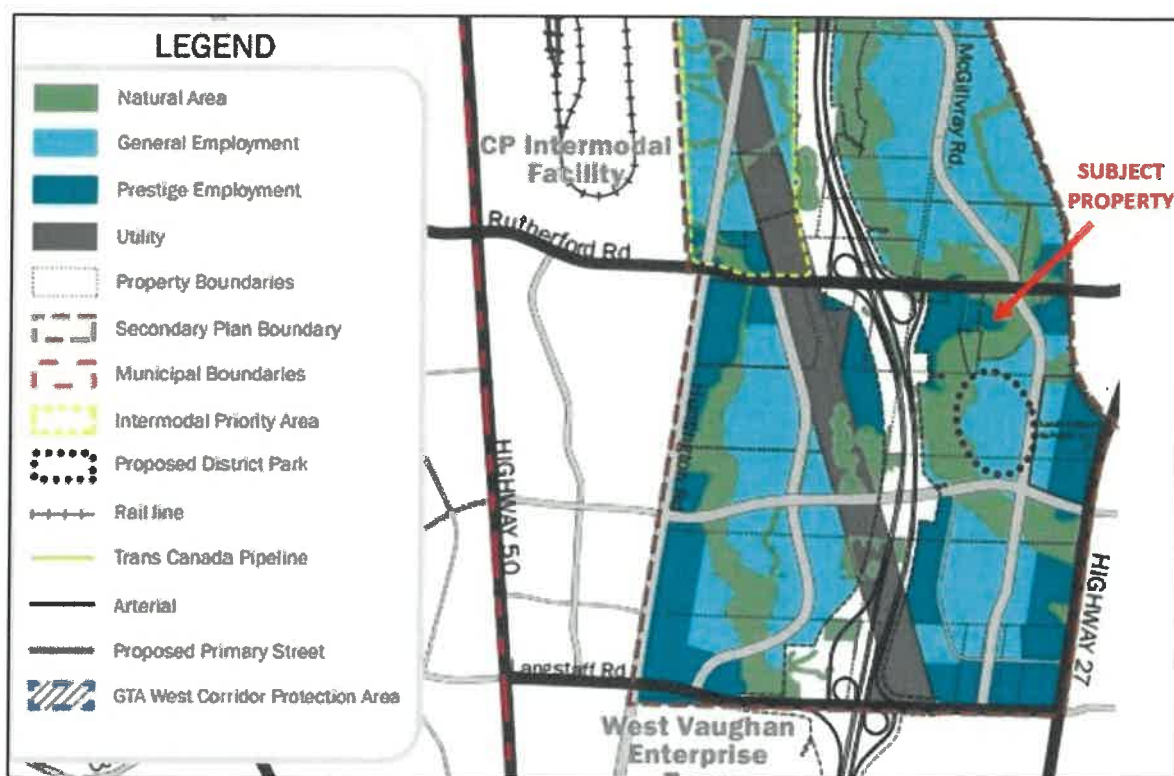 LEGEND
Natural Area
General Employment
Prestige Employment
Utility
Property Boundaries
Secondary Plan Boundary
Municipal Boundaries
Intermodal Priority Area
Proposed District Park
Rail line
Trans Canada Pipeline
Arterial
Proposed Primary Street
GTA West Corridor Protection Area
CP Intermodal
Facility
McGillvray Rd
SUBJECT
PROPERTY
Rutherford Rd
HIGHWAY 50
HIGHWAY 27
Langstaff Rd
West Vaughan
Enterprise